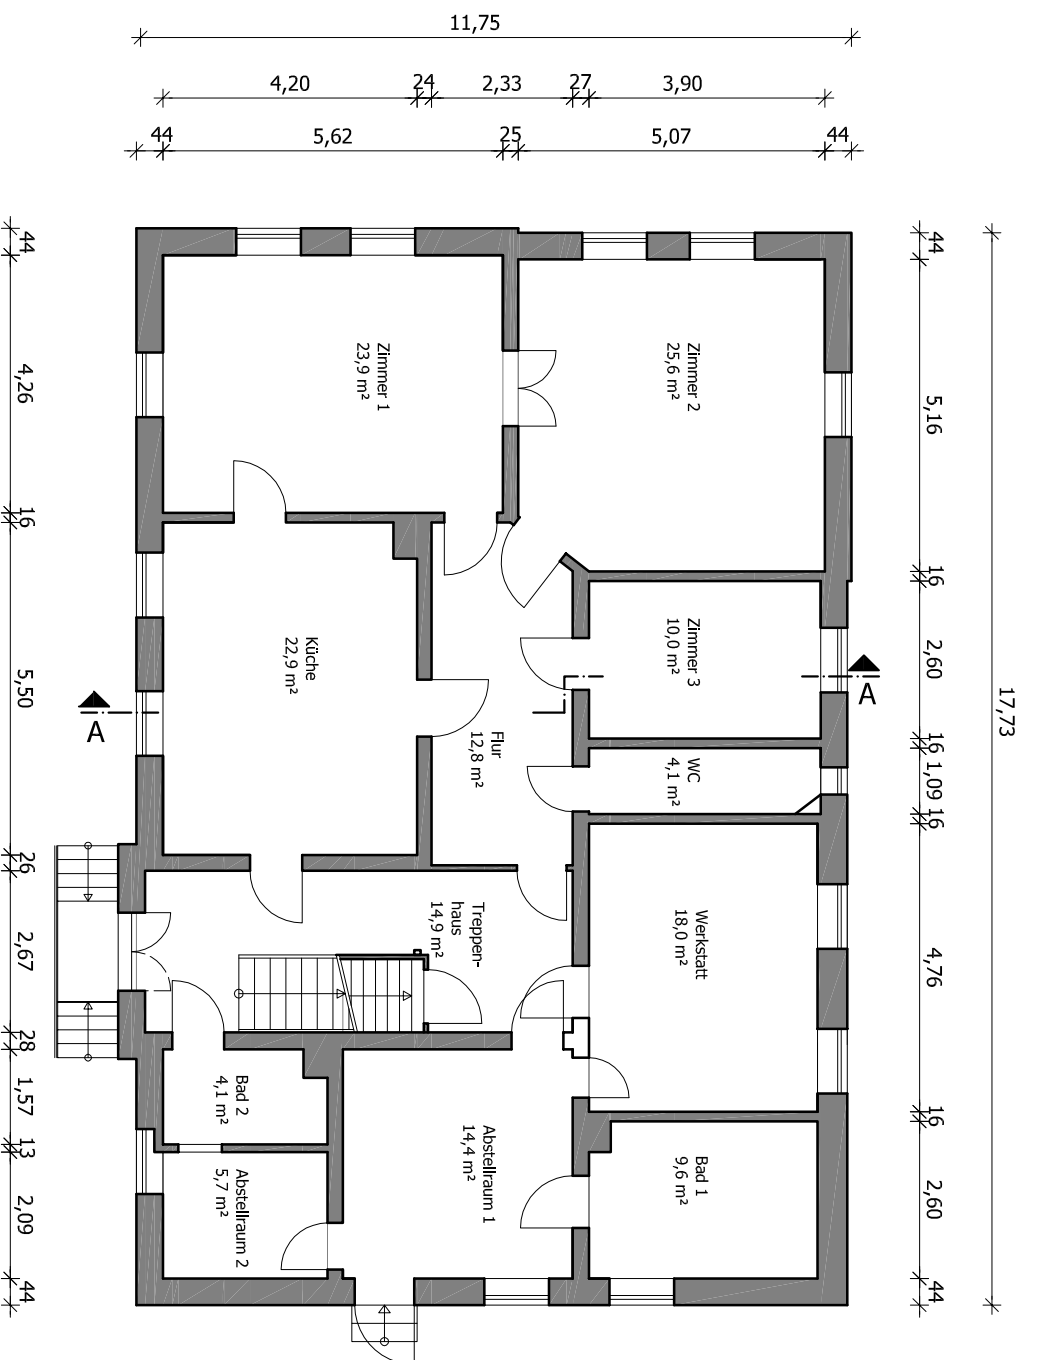 11,75
4,20
24
2,33
27
3,90
44
5,62
25
5,07
44
44
4,26
16
5,50
26
2,67
28
1,57
13
2,09
44
44
5,16
16
2,60
16
1,09
16
4,76
16
2,60
44
17,73
Zimmer 1
23,9 m²
Zimmer 2
25,6 m²
Küche
22,9 m²
Zimmer 3
10,0 m²
A
A
Flur
12,8 m²
WC
4,1 m²
Treppen-
haus
14,9 m²
Werkstatt
18,0 m²
Bad 2
4,1 m²
Abstellraum 1
14,4 m²
Bad 1
9,6 m²
Abstellraum 2
5,7 m²